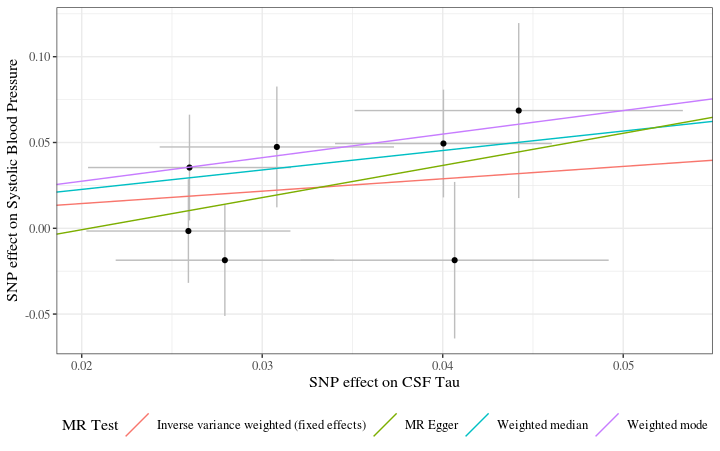 SNP effect on Systolic Blood Pressure
0.10
0.05
0.00
-0.05
0.02 0.03 0.04 0.05
SNP effect on CSF Tau
MR Test Inverse variance weighted (fixed effects) MR Egger Weighted median Weighted mode